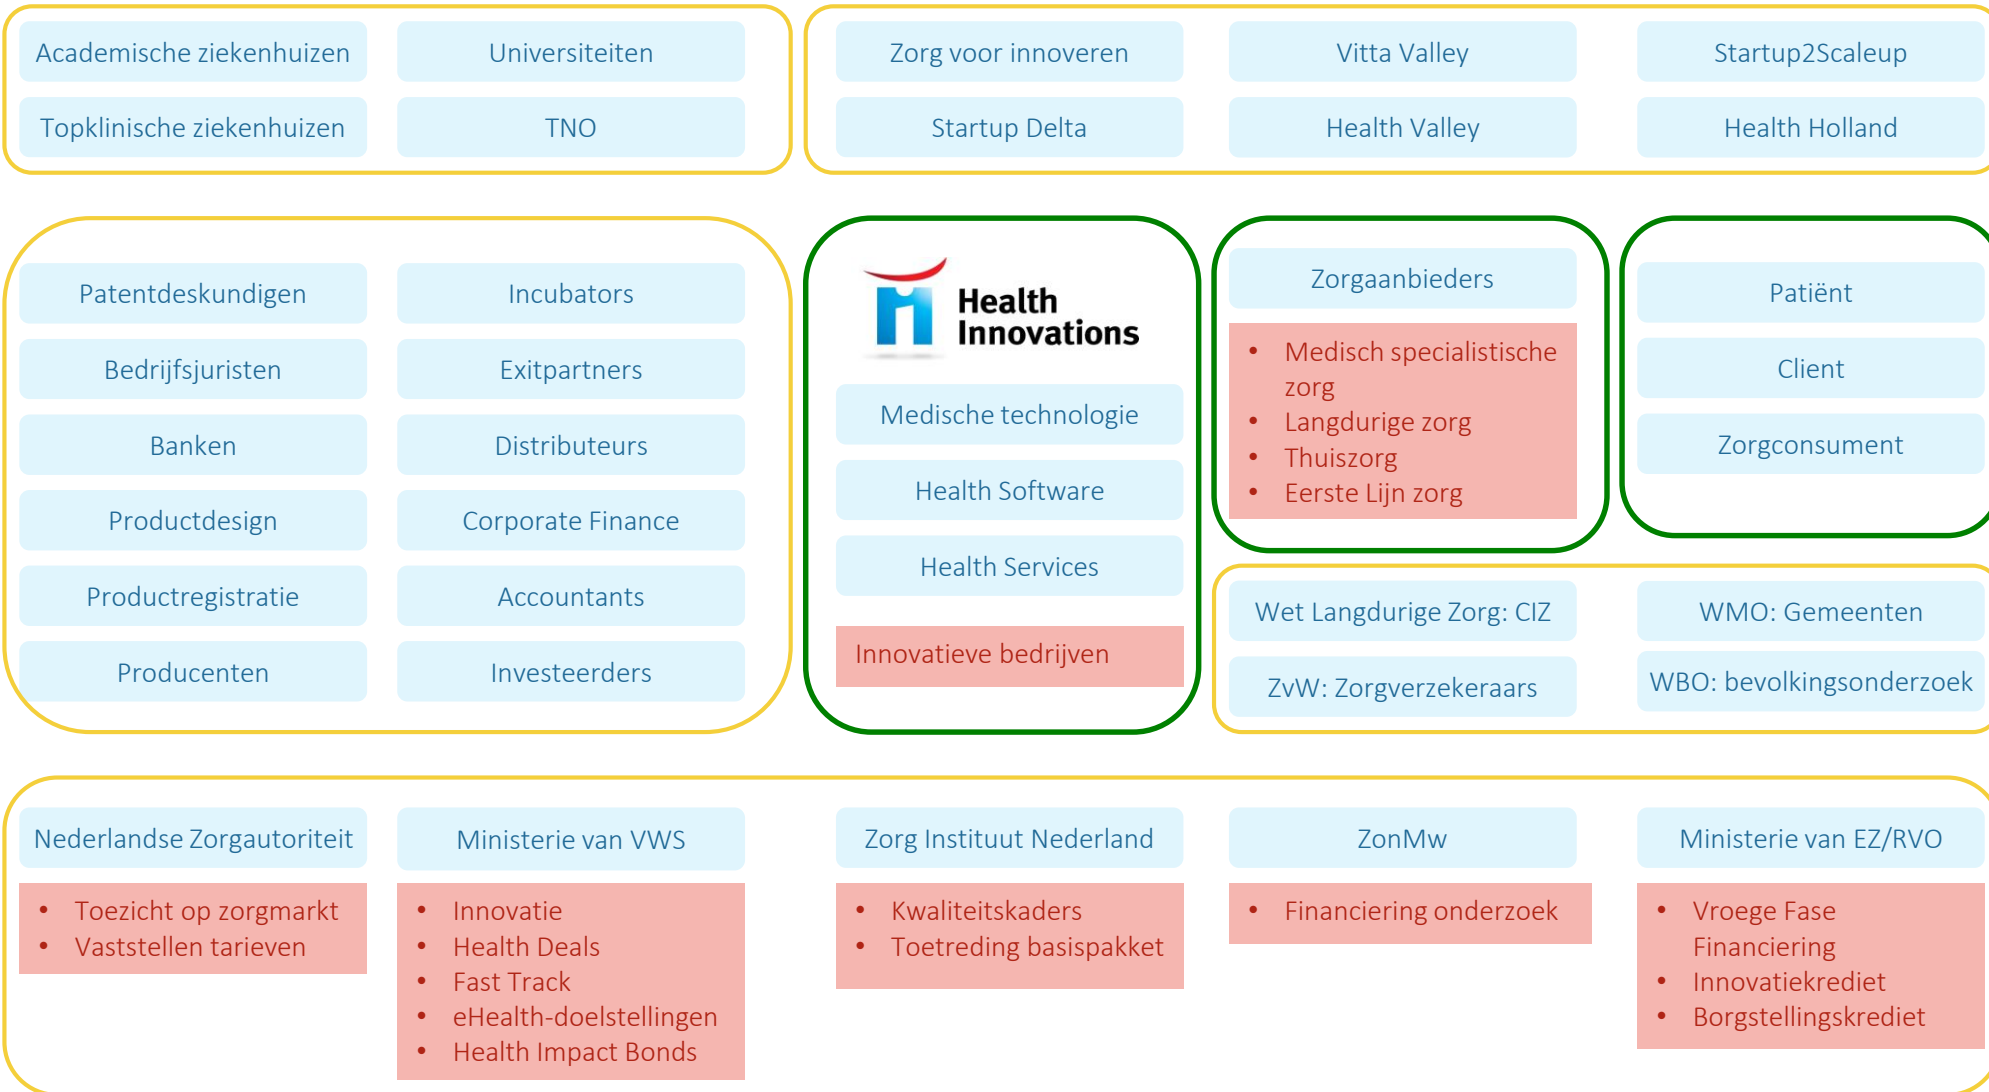 Academische ziekenhuizen
Universiteiten
Topklinische ziekenhuizen
TNO
Zorg voor innoveren
Vitta Valley
Startup2Scaleup
Startup Delta
Health Valley
Health Holland
Patentdeskundigen
Incubators
Bedrijfsjuristen
Exitpartners
Banken
Distributeurs
Productdesign
Corporate Finance
Productregistratie
Accountants
Producenten
Investeerders
Health
Innovations
Medische technologie
Health Software
Health Services
Innovatieve bedrijven
Zorgaanbieders
• Medisch specialistische
zorg
• Langdurige zorg
• Thuiszorg
• Eerste Lijn zorg
Patiënt
Client
Zorgconsument
Wet Langdurige Zorg: CIZ
WMO: Gemeenten
ZvW: Zorgverzekeraars
WBO: bevolkingsonderzoek
Nederlandse Zorgautoriteit
• Toezicht op zorgmarkt
• Vaststellen tarieven
Ministerie van VWS
• Innovatie
• Health Deals
• Fast Track
• eHealth-doelstellingen
• Health Impact Bonds
Zorg Instituut Nederland
• Kwaliteitskaders
• Toetreding basispakket
ZonMw
• Financiering onderzoek
Ministerie van EZ/RVO
• Vroege Fase
Financiering
• Innovatiekrediet
• Borgstellingskrediet